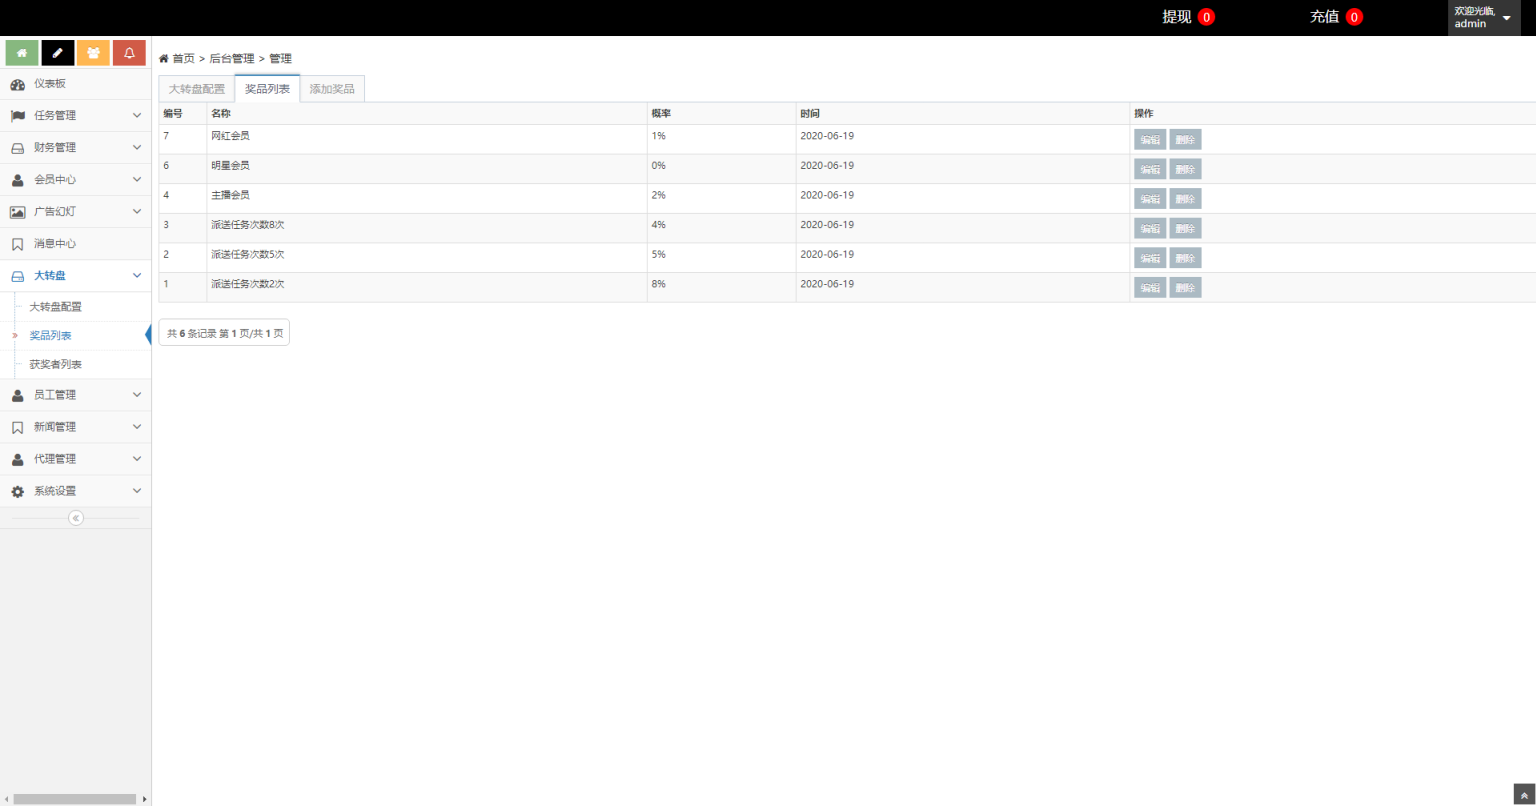 提现 0 充值 0 欢迎光临,
admin
首页 > 后台管理 > 管理
仪表板
任务管理
财务管理
会员中心
广告幻灯
消息中心
大转盘
大转盘配置
奖品列表
获奖者列表
员工管理
新闻管理
代理管理
系统设置
大转盘配置 奖品列表 添加奖品
编号 名称 概率 时间 操作
7 网红会员 1% 2020-06-19 编辑 删除
6 明星会员 0% 2020-06-19 编辑 删除
4 主播会员 2% 2020-06-19 编辑 删除
3 派送任务次数8次 4% 2020-06-19 编辑 删除
2 派送任务次数5次 5% 2020-06-19 编辑 删除
1 派送任务次数2次 8% 2020-06-19 编辑 删除
共 6 条记录 第 1 页/共 1 页